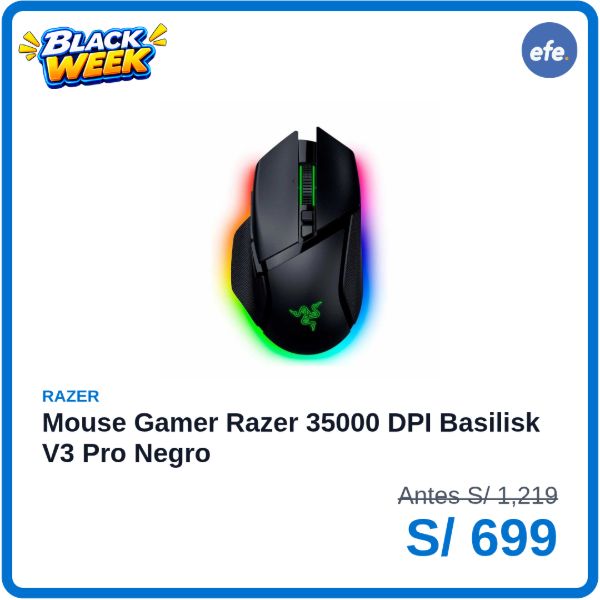 BLACK
WEEK
efe.
RAZER
Mouse Gamer Razer 35000 DPI Basilisk
V3 Pro Negro
Antes S/ 1,219
S/ 699